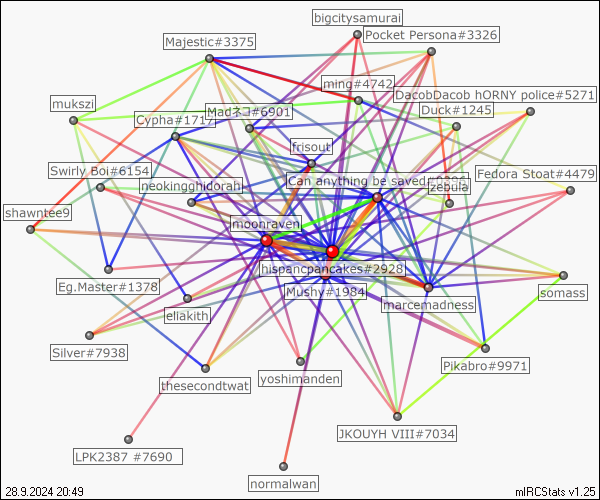 bigcitysamurai
Pocket Persona#3326
Majestic#3375
ming#4742
DacobDacob hORNY police#5271
mukszi
Cypha#1717
Madネコ#6901
Duck#1245
frisout
Swirly Boi#6154
neokingghidorah
Can anything be saved
zebula
Fedora Stoat#4479
shawntee9
moonraven
hispancpancakes#2928
Eg.Master#1378
Mushy#1984
somass
eliakith
marcemadness
Silver#7938
thesecondtwat
yoshimanden
Pikabro#9971
JKOUYH VIII#7034
LPK2387 #7690
normalwan
28.9.2024 20:49
mIRCStats v1.25